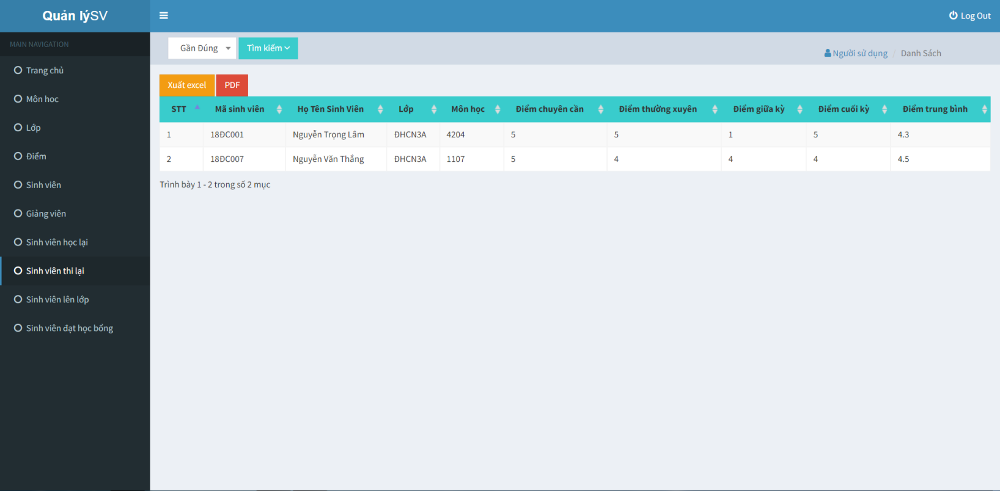 Quản lýSV
Log Out
MAIN NAVIGATION
Trang chủ
Môn hoc
Lớp
Điểm
Sinh viên
Giảng viên
Sinh viên học lại
Sinh viên thi lại
Sinh viên lên lớp
Sinh viên đạt học bổng
Gần Đúng
Tìm kiếm
Người sử dụng / Danh Sách
Xuất excel PDF
STT Mã sinh viên Họ Tên Sinh Viên Lớp Môn học Điểm chuyên cần Điểm thường xuyên Điểm giữa kỳ Điểm cuối kỳ Điểm trung bình
1 18ĐC001 Nguyễn Trọng Lâm ĐHCN3A 4204 5 5 1 5 4.3
2 18ĐC007 Nguyễn Văn Thắng ĐHCN3A 1107 5 4 4 4 4.5
Trình bày 1 - 2 trong số 2 mục